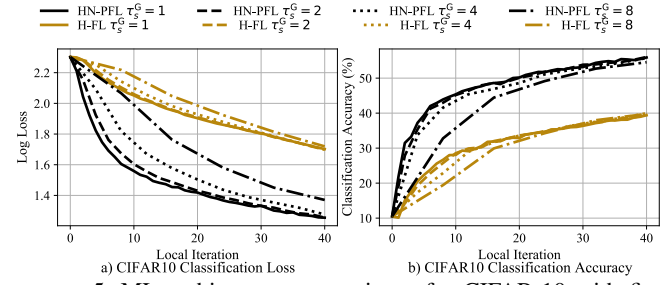 HN-PFL τ_s^G = 1 HN-PFL τ_s^G = 2 HN-PFL τ_s^G = 4 HN-PFL τ_s^G = 8
H-FL τ_s^G = 1 H-FL τ_s^G = 2 H-FL τ_s^G = 4 H-FL τ_s^G = 8
Log Loss
2.2
2.0
1.8
1.6
1.4
0 10 20 30 40
Local Iteration
a) CIFAR10 Classification Loss
Classification Accuracy (%)
50
40
30
20
10
0 10 20 30 40
Local Iteration
b) CIFAR10 Classification Accuracy